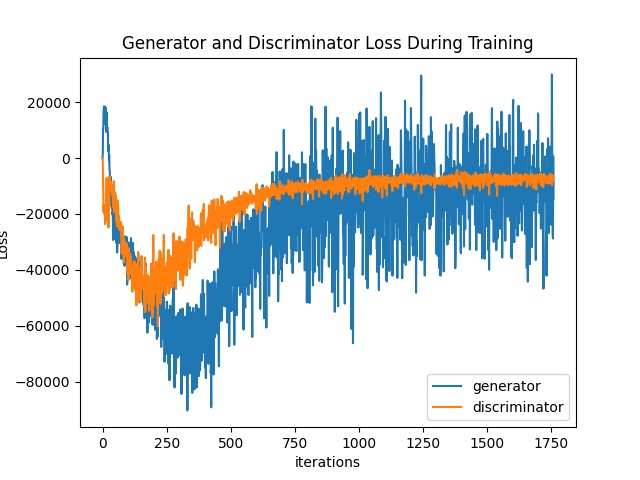 Generator and Discriminator Loss During Training
20000
0
−20000
−40000
−60000
−80000
Loss
0 250 500 750 1000 1250 1500 1750
iterations
generator
discriminator